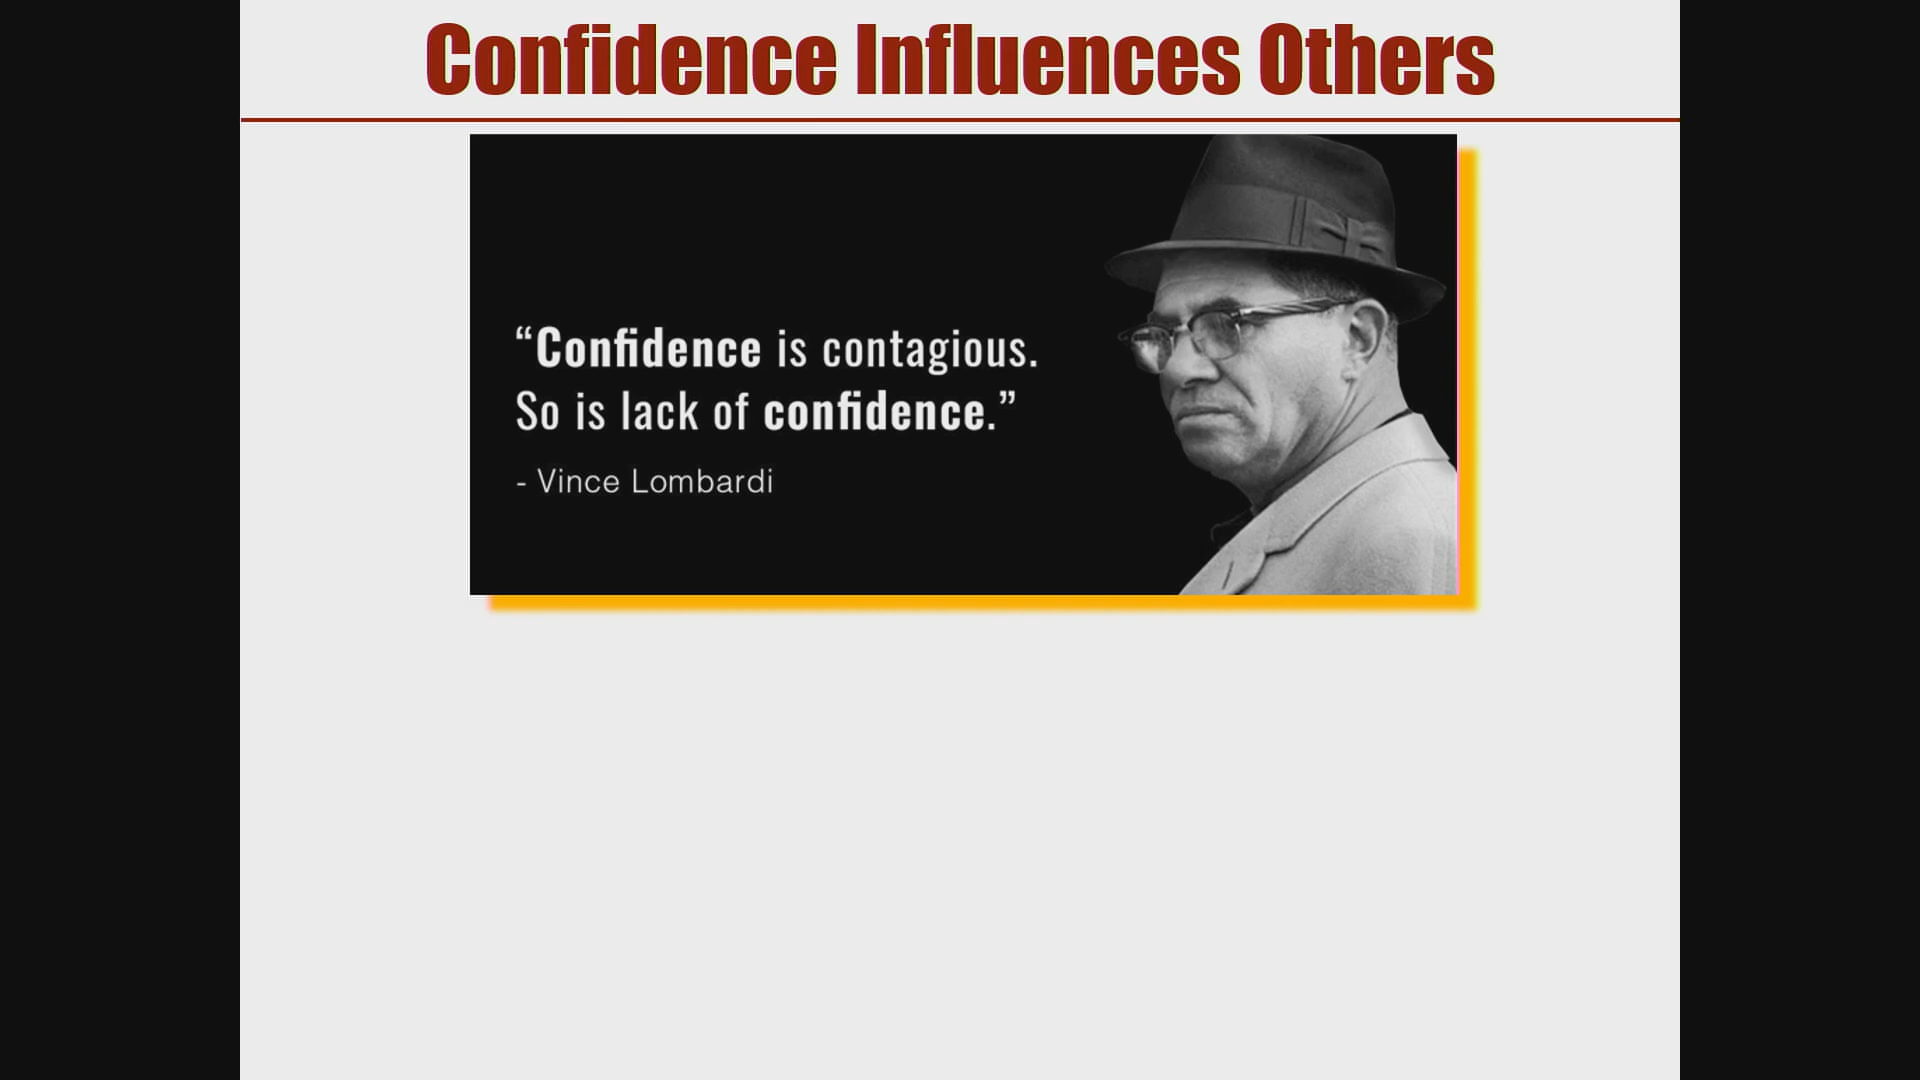 Confidence Influences Others
“Confidence is contagious.
So is lack of confidence.”
- Vince Lombardi